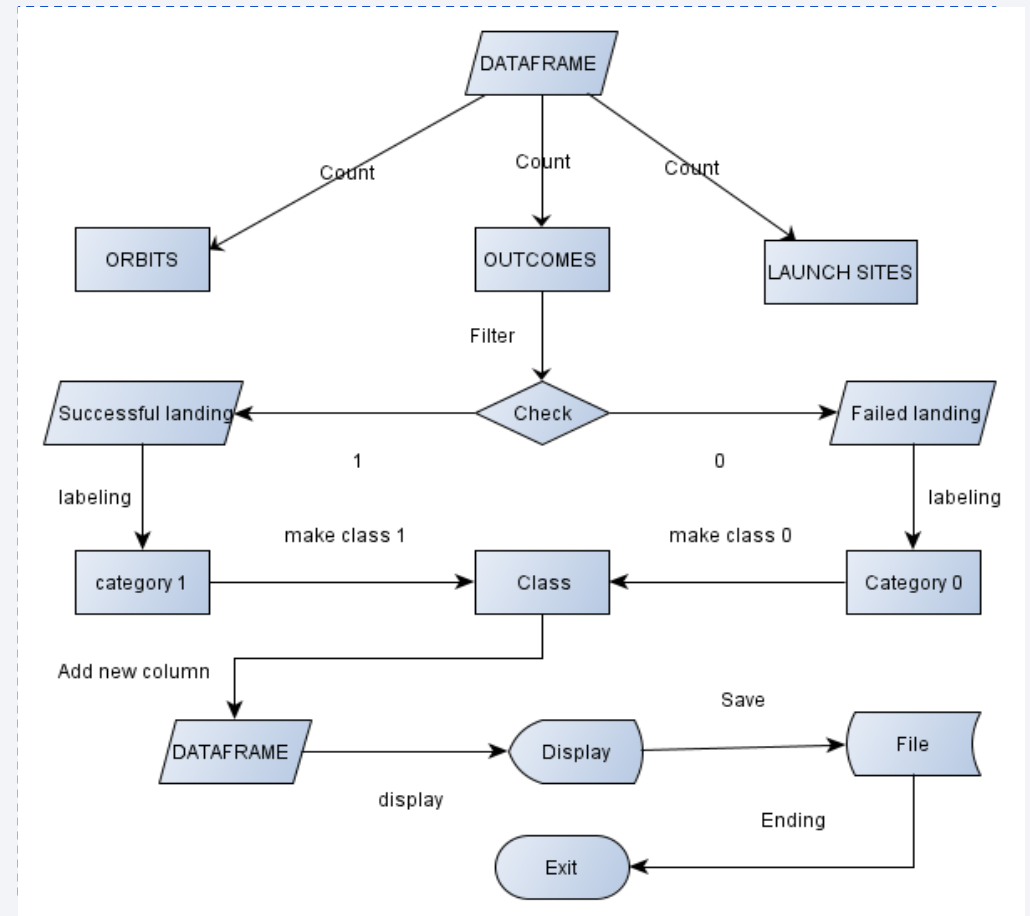 DATAFRAME
Count
Count
Count
ORBITS
OUTCOMES
LAUNCH SITES
Filter
Successful landing
Check
Failed landing
1
0
labeling
labeling
make class 1
make class 0
category 1
Class
Category 0
Add new column
Save
DATAFRAME
Display
File
display
Ending
Exit